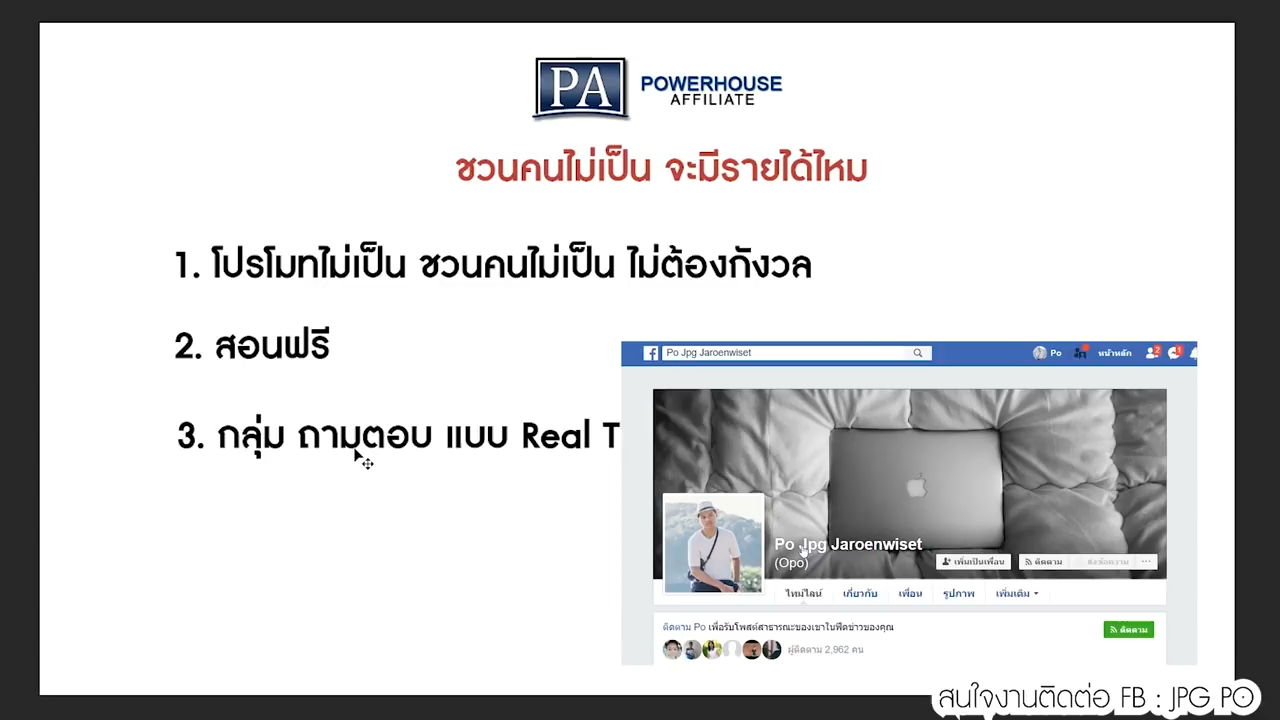 PA POWERHOUSE
AFFILIATE
ชวนคนไม่เป็น จะมีรายได้ไหม
1. โปรโมทไม่เป็น ชวนคนไม่เป็น ไม่ต้องกังวล
2. สอนฟรี
3. กลุ่ม ถามตอบ แบบ Real T
Po Jpg Jaroenwiset
Po
หน้าหลัก
2
1
Po Jpg Jaroenwiset
(Opo)
เพิ่มเป็นเพื่อน
ติดตาม
ส่งข้อความ
ไทม์ไลน์ เกี่ยวกับ เพื่อน รูปภาพ เพิ่มเติม
ติดตาม Po เพื่อรับโพสต์สาธารณะของเขาในฟีดข่าวของคุณ
ติดตาม
ผู้ติดตาม 2,962 คน
สนใจงานติดต่อ FB : JPG PO